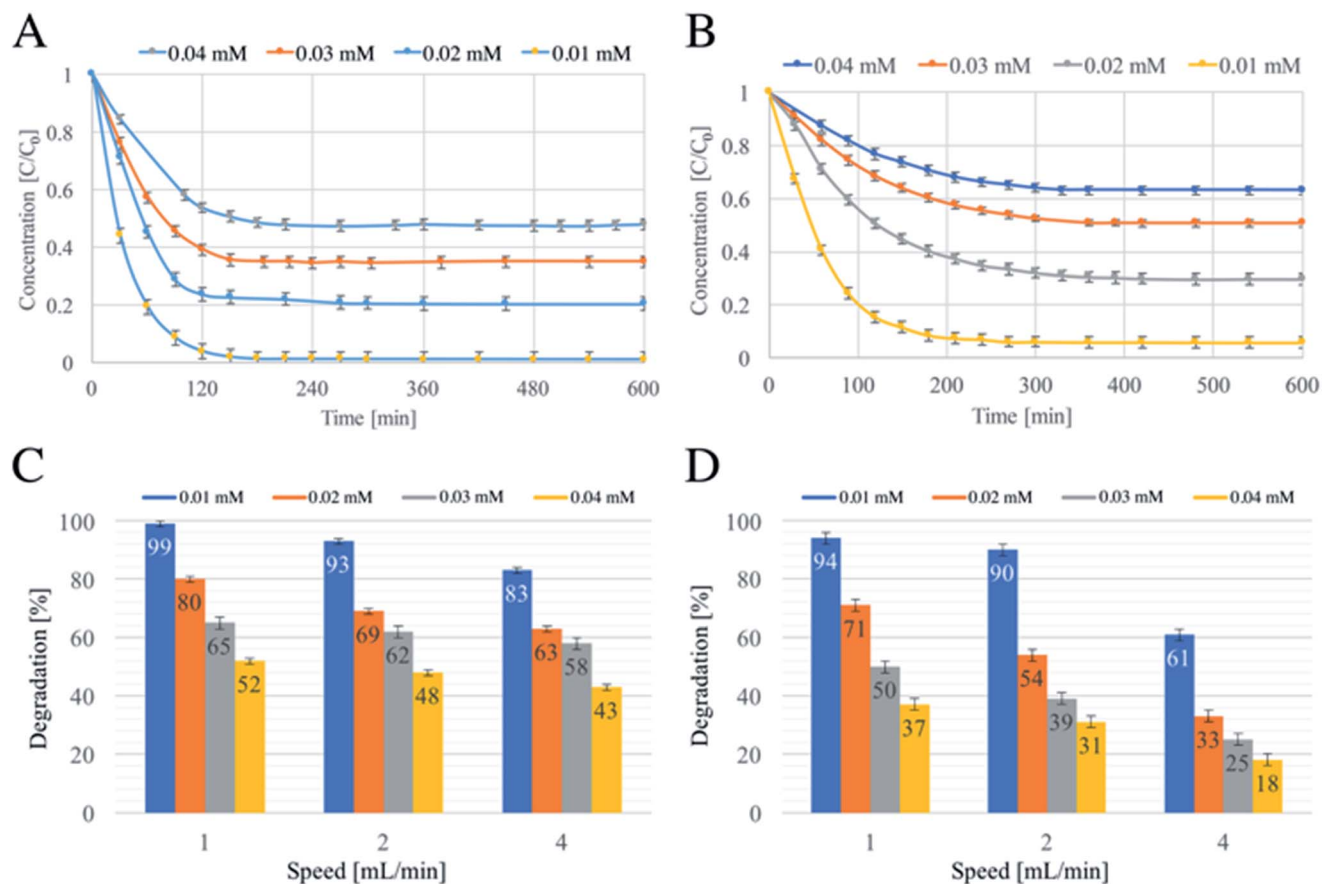 A
0.04 mM 0.03 mM 0.02 mM 0.01 mM
Concentration [C/C₀]
1
0.8
0.6
0.4
0.2
0
0 120 240 360 480 600
Time [min]
B
0.04 mM 0.03 mM 0.02 mM 0.01 mM
Concentration [C/C₀]
1
0.8
0.6
0.4
0.2
0
0 100 200 300 400 500 600
Time [min]
C
0.01 mM 0.02 mM 0.03 mM 0.04 mM
Degradation [%]
100
80
60
40
20
0
99 80 65 52
93 69 62 48
83 63 58 43
1 2 4
Speed [mL/min]
D
0.01 mM 0.02 mM 0.03 mM 0.04 mM
Degradation [%]
100
80
60
40
20
0
94 71 50 37
90 54 39 31
61 33 25 18
1 2 4
Speed [mL/min]